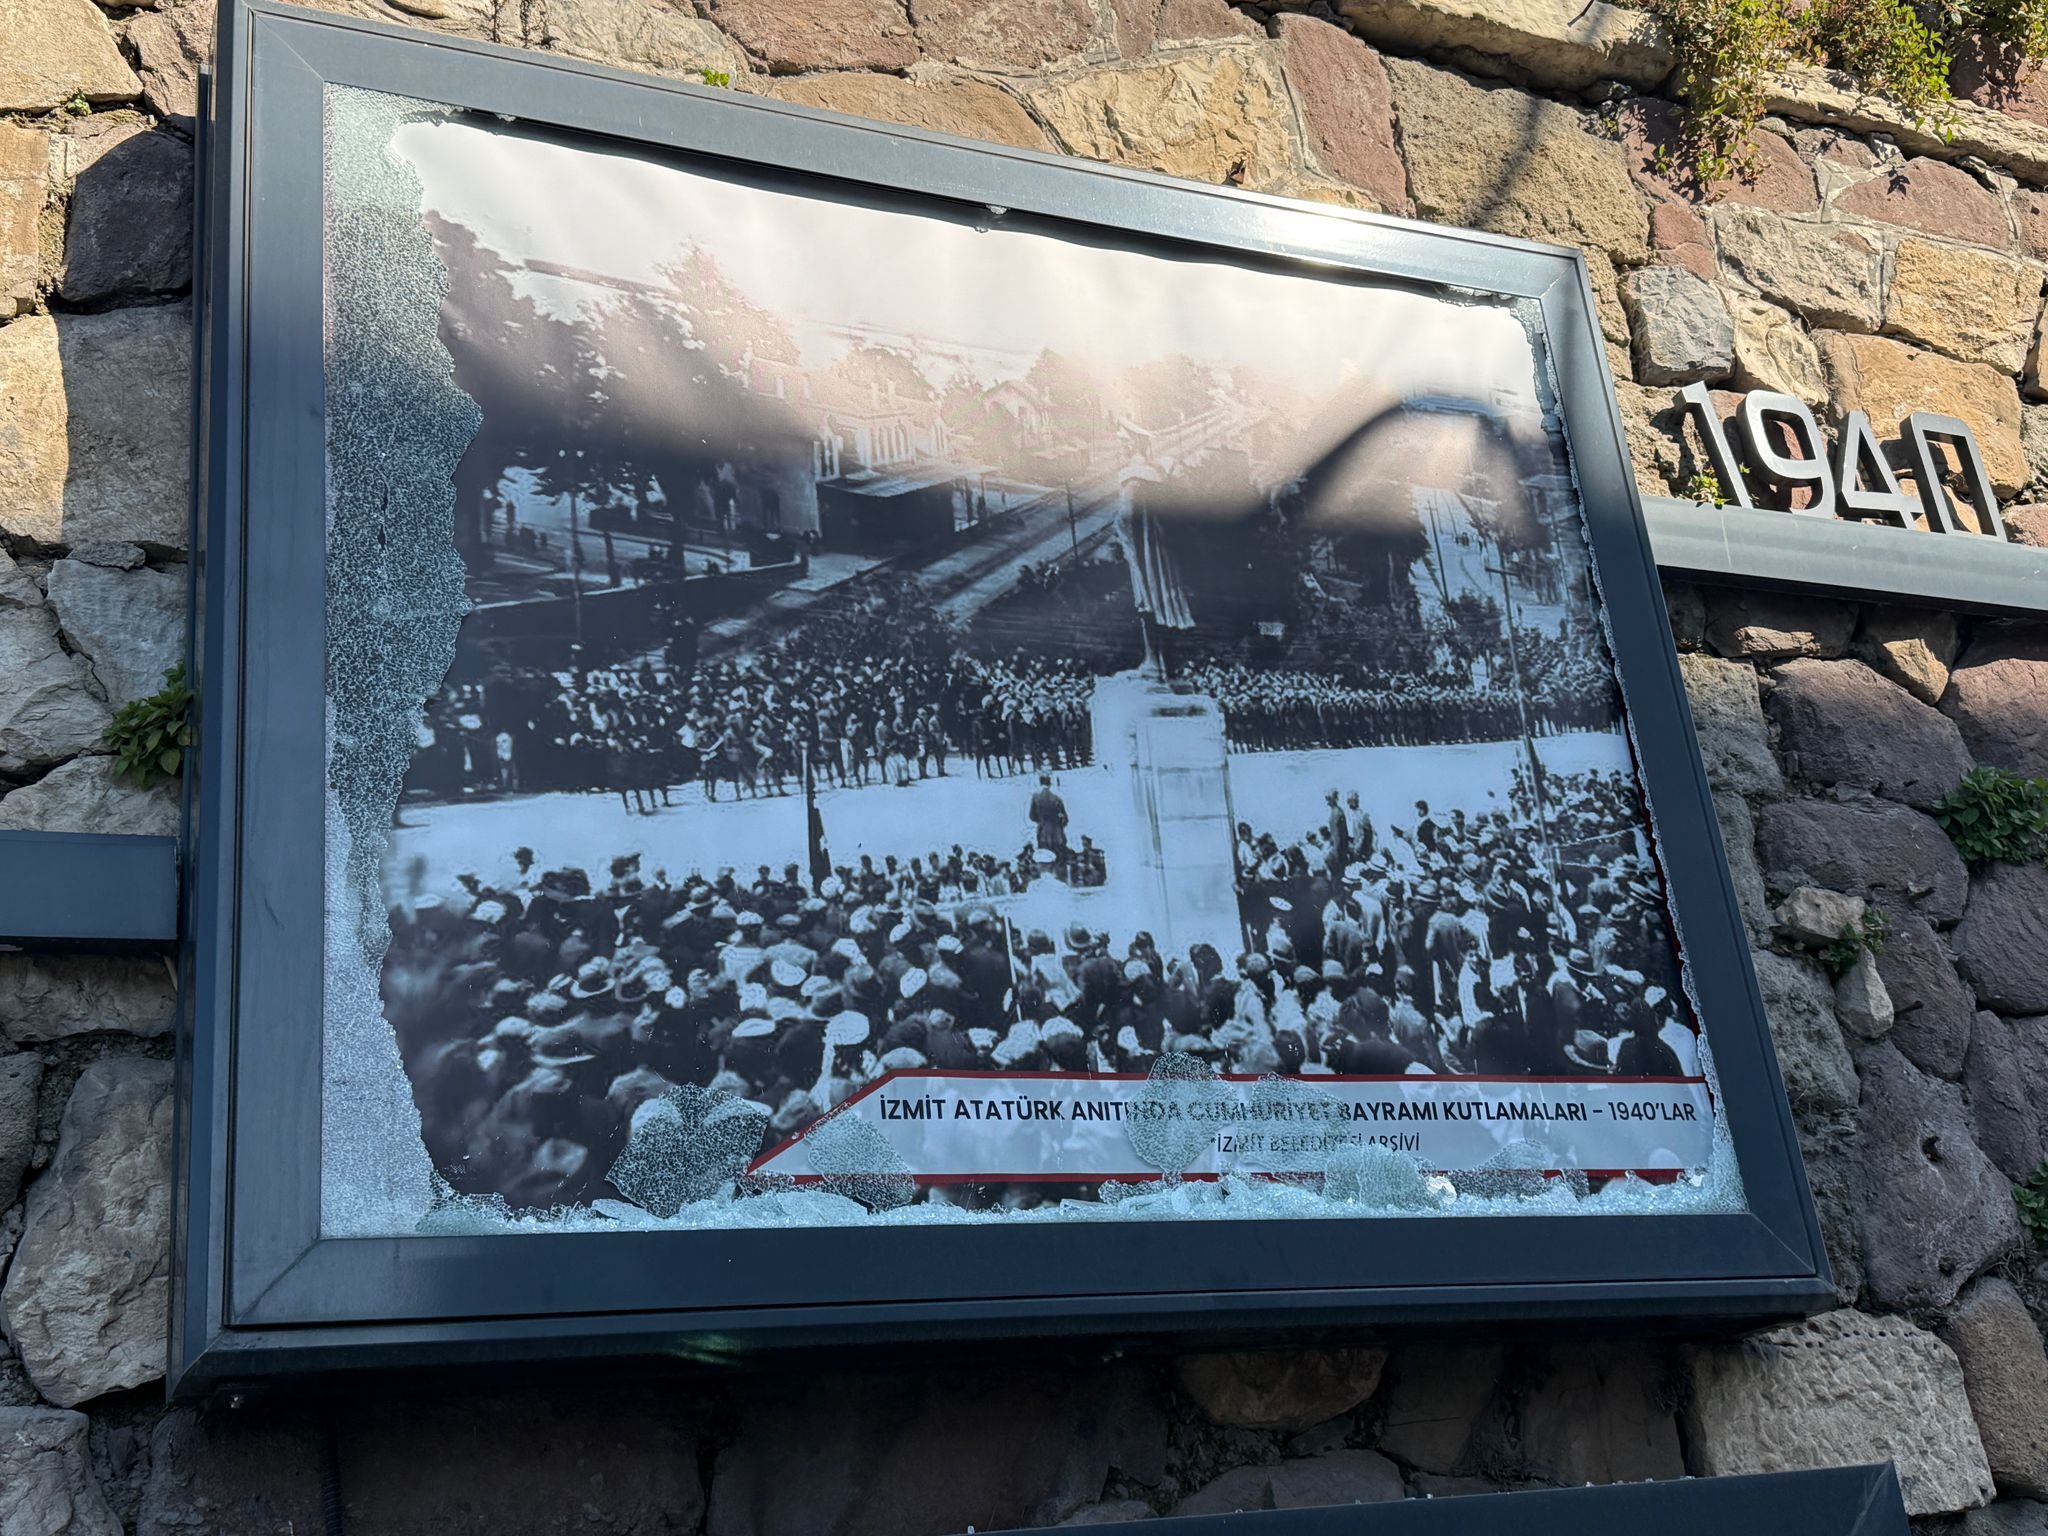 1940
İZMİT ATATÜRK ANITINDA CUMHURİYET BAYRAMI KUTLAMALARI - 1940'LAR
*İZMİT BELEDİYESİ ARŞİVİ